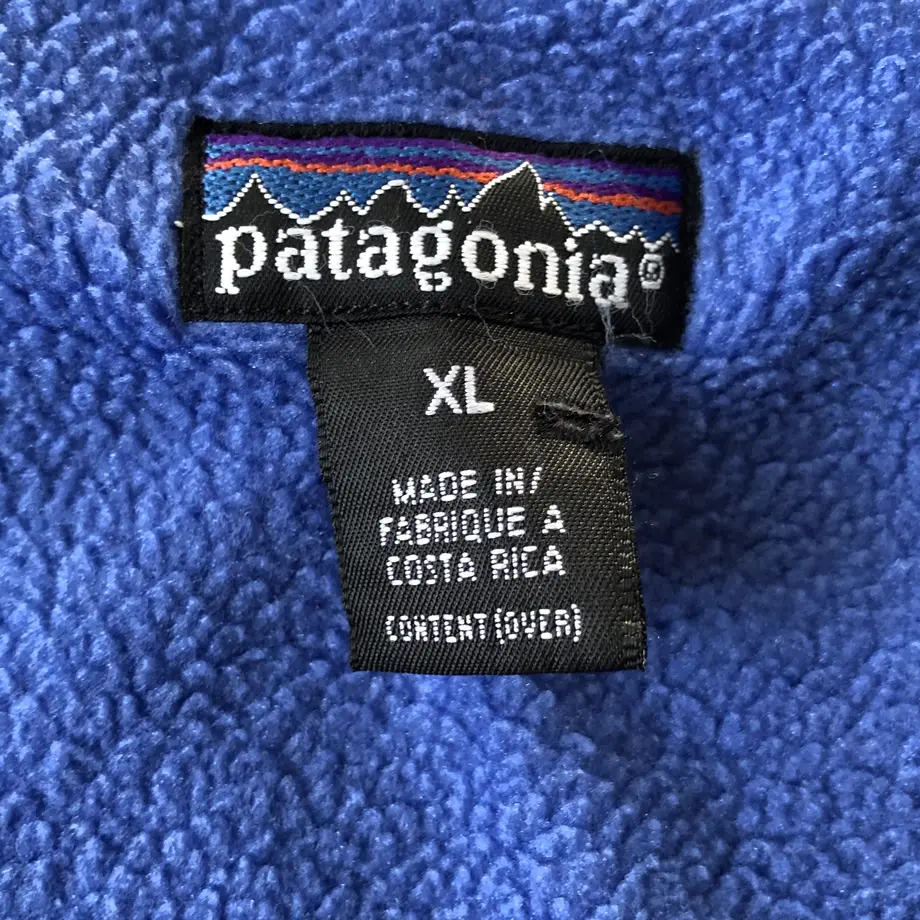 patagonia®
XL
MADE IN/
FABRIQUE A
COSTA RICA
CONTENT (OVER)